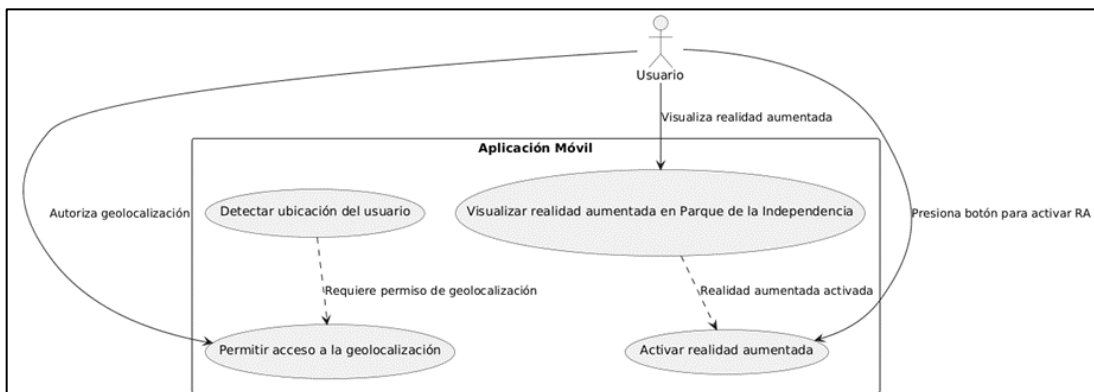 Usuario
Visualiza realidad aumentada
Aplicación Móvil
Autoriza geolocalización
Detectar ubicación del usuario
Visualizar realidad aumentada en Parque de la Independencia
Presiona botón para activar RA
Requiere permiso de geolocalización
Realidad aumentada activada
Permitir acceso a la geolocalización
Activar realidad aumentada